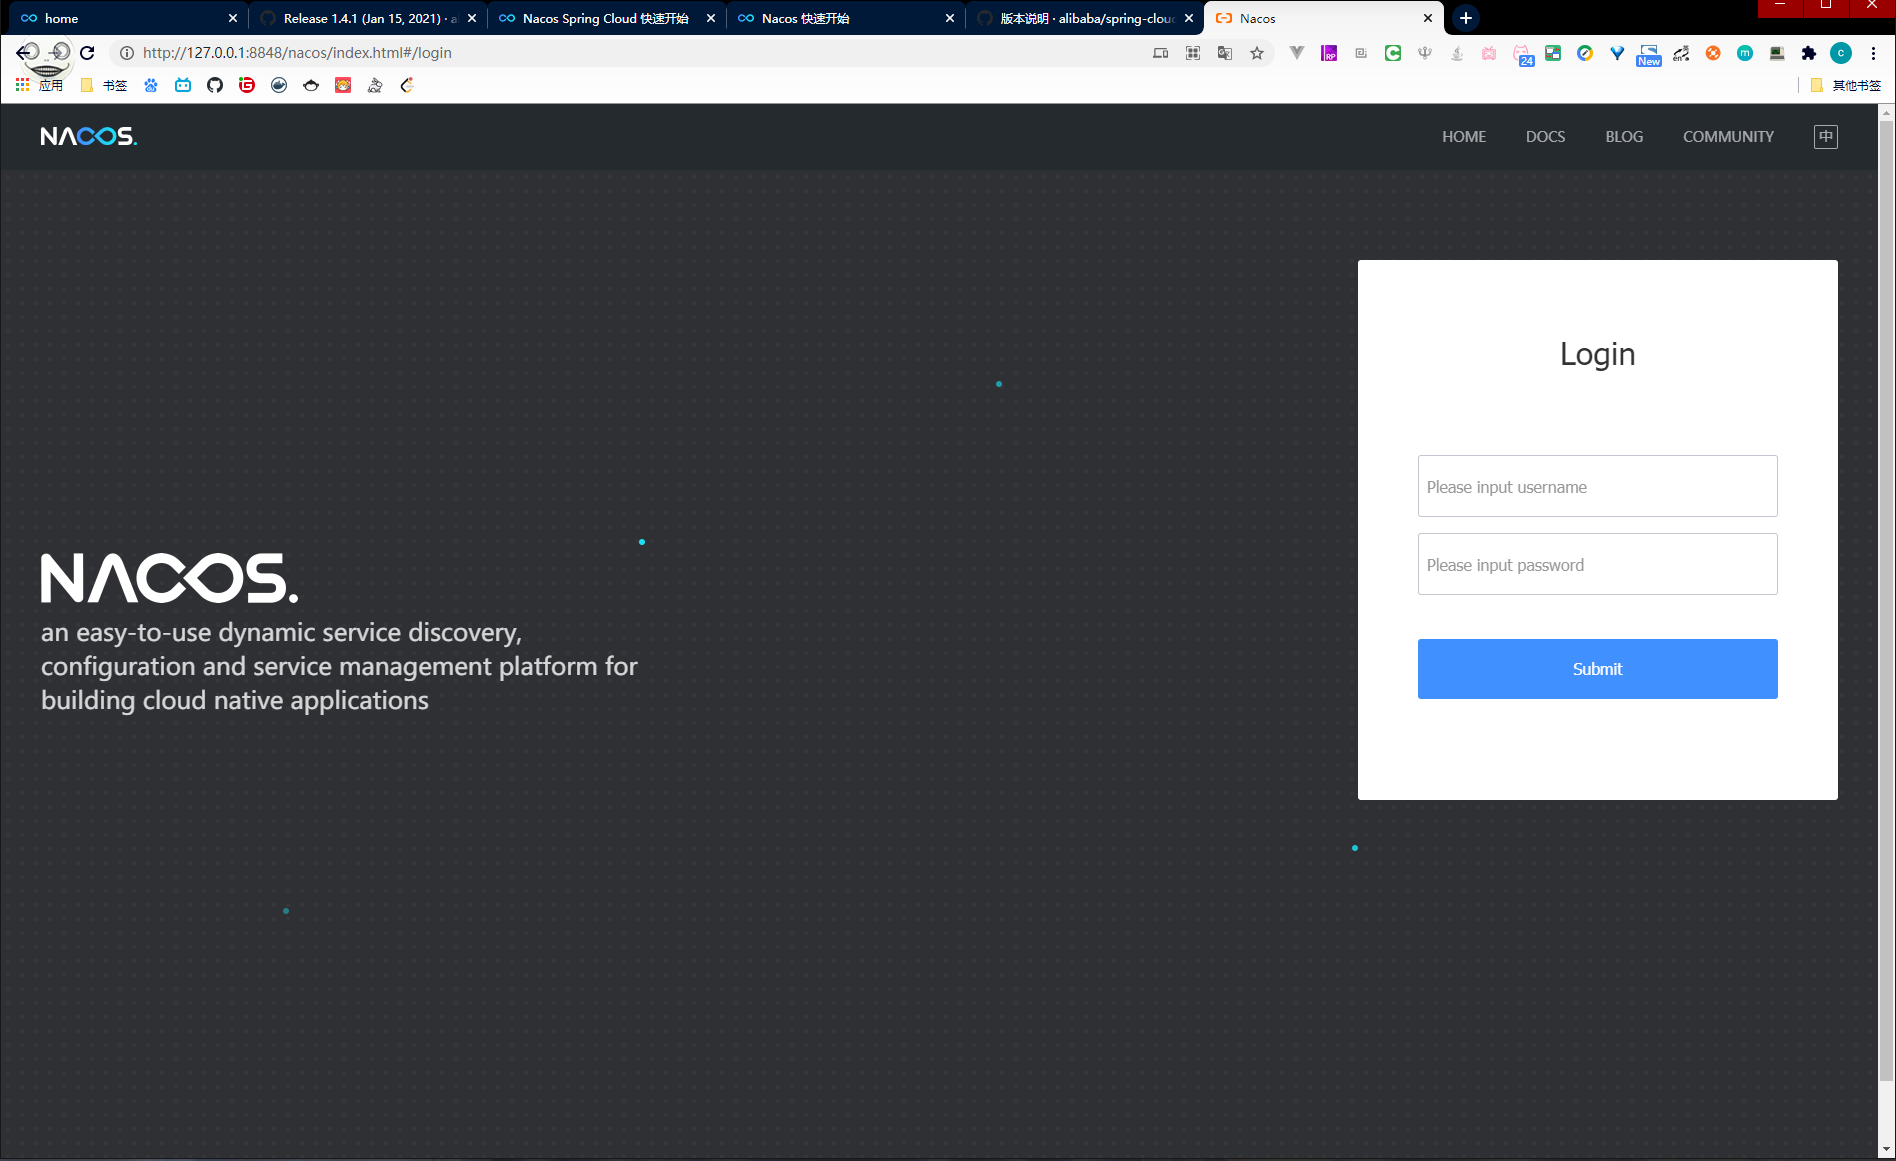 home
Release 1.4.1 (Jan 15, 2021) · al
Nacos Spring Cloud 快速开始
Nacos 快速开始
版本说明 · alibaba/spring-clou
Nacos
http://127.0.0.1:8848/nacos/index.html#/login
24
New
应用
书签
其他书签
NACOS.
HOME
DOCS
BLOG
COMMUNITY
中
Login
Please input username
Please input password
Submit
NACOS.
an easy-to-use dynamic service discovery,
configuration and service management platform for
building cloud native applications